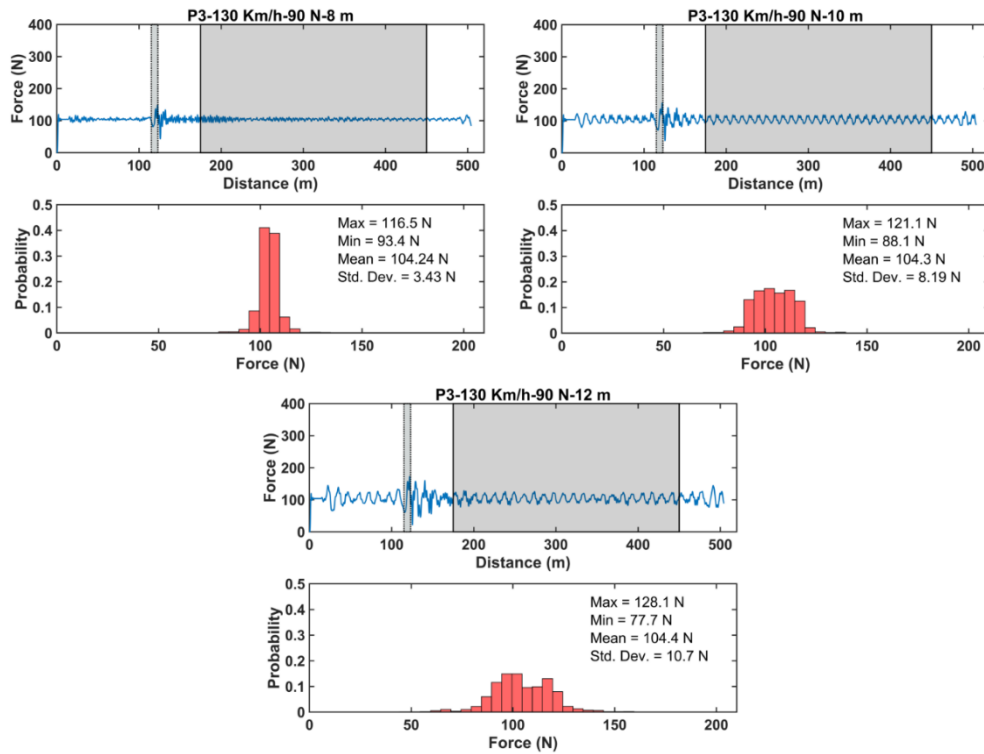 P3-130 Km/h-90 N-8 m
400
300
200
100
0
Force (N)
0 100 200 300 400 500
Distance (m)
0.5
0.4
0.3
0.2
0.1
0
Probability
Max = 116.5 N
Min = 93.4 N
Mean = 104.24 N
Std. Dev. = 3.43 N
0 50 100 150 200
Force (N)
P3-130 Km/h-90 N-10 m
400
300
200
100
0
Force (N)
0 100 200 300 400 500
Distance (m)
0.5
0.4
0.3
0.2
0.1
0
Probability
Max = 121.1 N
Min = 88.1 N
Mean = 104.3 N
Std. Dev. = 8.19 N
0 50 100 150 200
Force (N)
P3-130 Km/h-90 N-12 m
400
300
200
100
0
Force (N)
0 100 200 300 400 500
Distance (m)
0.5
0.4
0.3
0.2
0.1
0
Probability
Max = 128.1 N
Min = 77.7 N
Mean = 104.4 N
Std. Dev. = 10.7 N
0 50 100 150 200
Force (N)